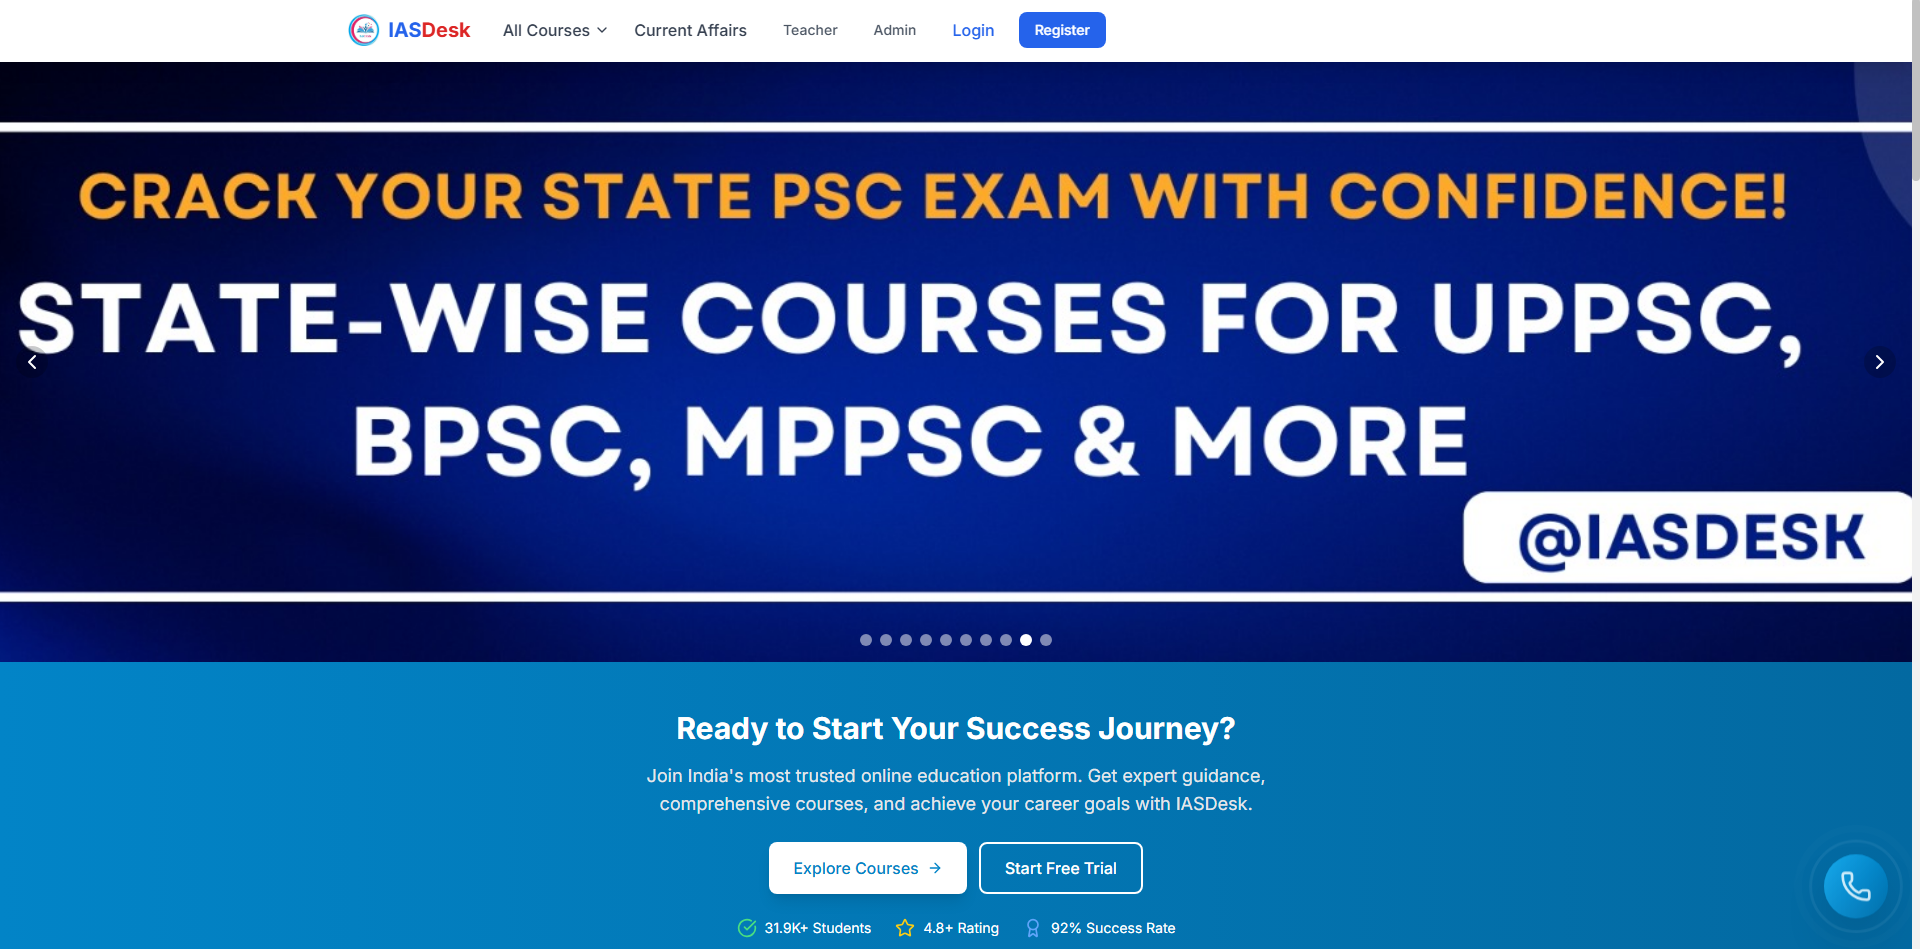 IASDesk
All Courses
Current Affairs
Teacher
Admin
Login
Register
CRACK YOUR STATE PSC EXAM WITH CONFIDENCE!
STATE-WISE COURSES FOR UPPSC,
BPSC, MPPSC & MORE
@IASDESK
Ready to Start Your Success Journey?
Join India's most trusted online education platform. Get expert guidance,
comprehensive courses, and achieve your career goals with IASDesk.
Explore Courses
Start Free Trial
31.9K+ Students
4.8+ Rating
92% Success Rate